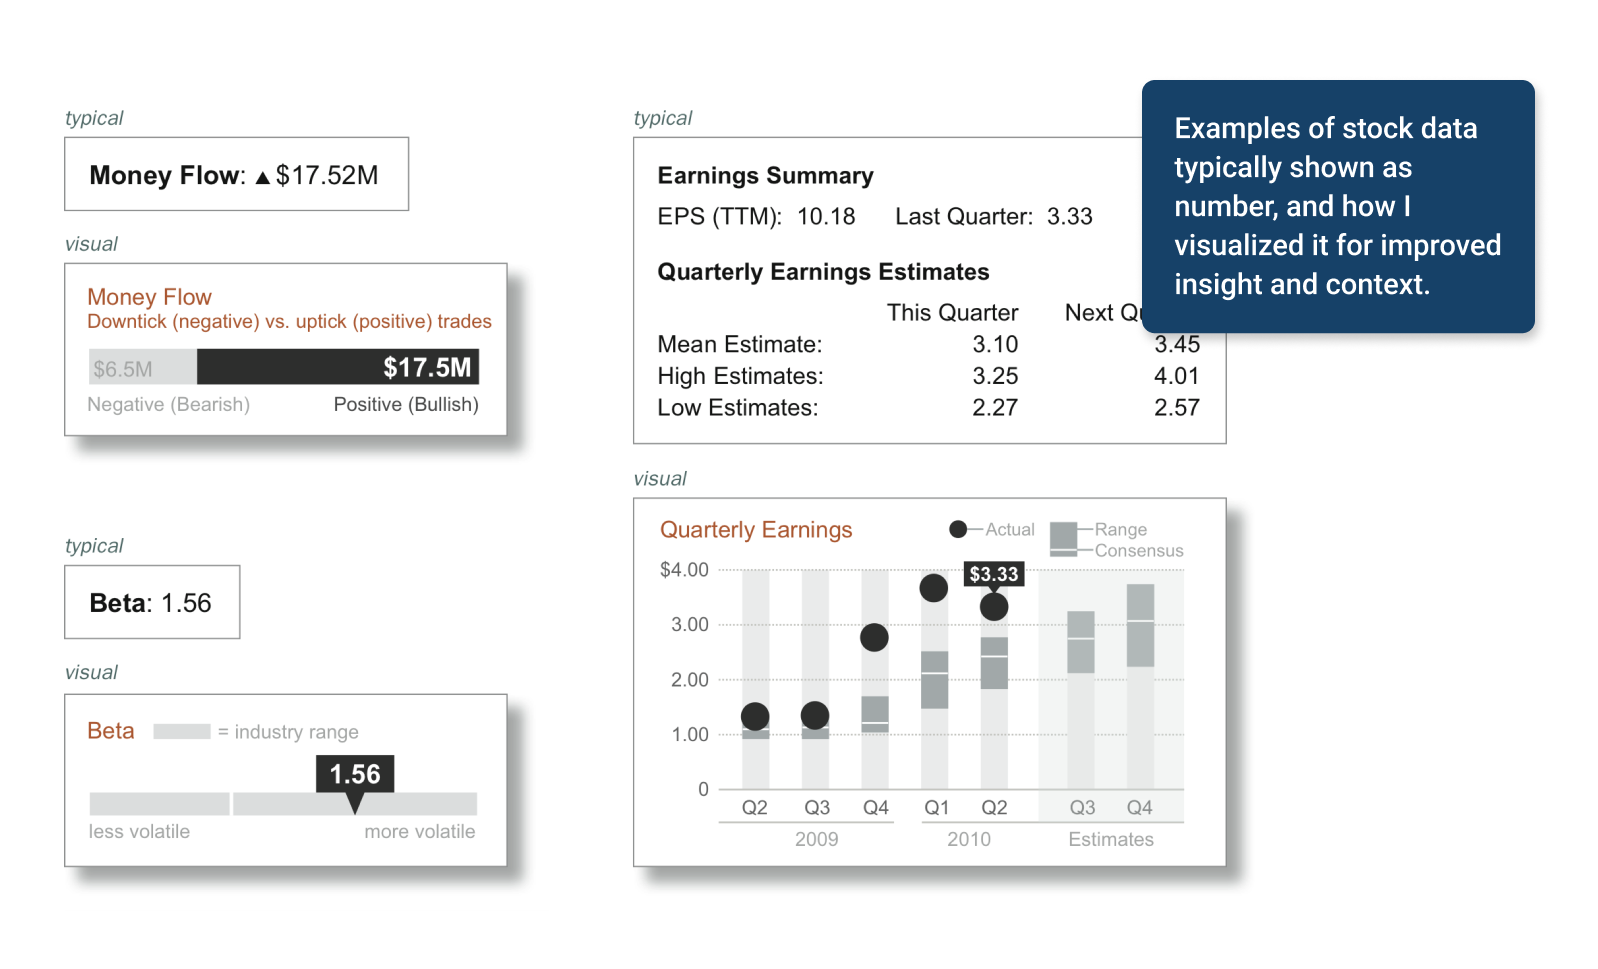 typical
Money Flow: ▲$17.52M
visual
Money Flow
Downtick (negative) vs. uptick (positive) trades
$6.5M $17.5M
Negative (Bearish) Positive (Bullish)
typical
Beta: 1.56
visual
Beta = industry range
1.56
less volatile more volatile
typical
Earnings Summary
EPS (TTM): 10.18 Last Quarter: 3.33
Quarterly Earnings Estimates
This Quarter Next
Mean Estimate: 3.10 3.45
High Estimates: 3.25 4.01
Low Estimates: 2.27 2.57
Examples of stock data
typically shown as
number, and how I
visualized it for improved
insight and context.
visual
Quarterly Earnings Actual Range
Consensus
$4.00 $3.33
3.00
2.00
1.00
0
Q2 Q3 Q4 Q1 Q2 Q3 Q4
2009 2010 Estimates